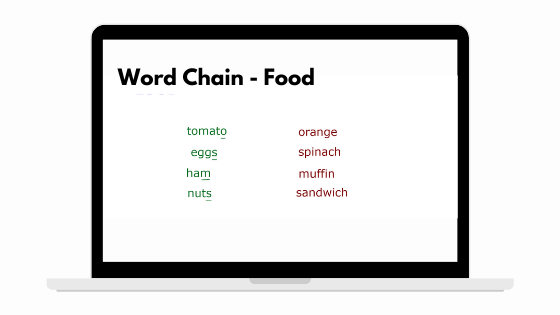 Word Chain - Food
tomato orange
eggs spinach
ham muffin
nuts sandwich